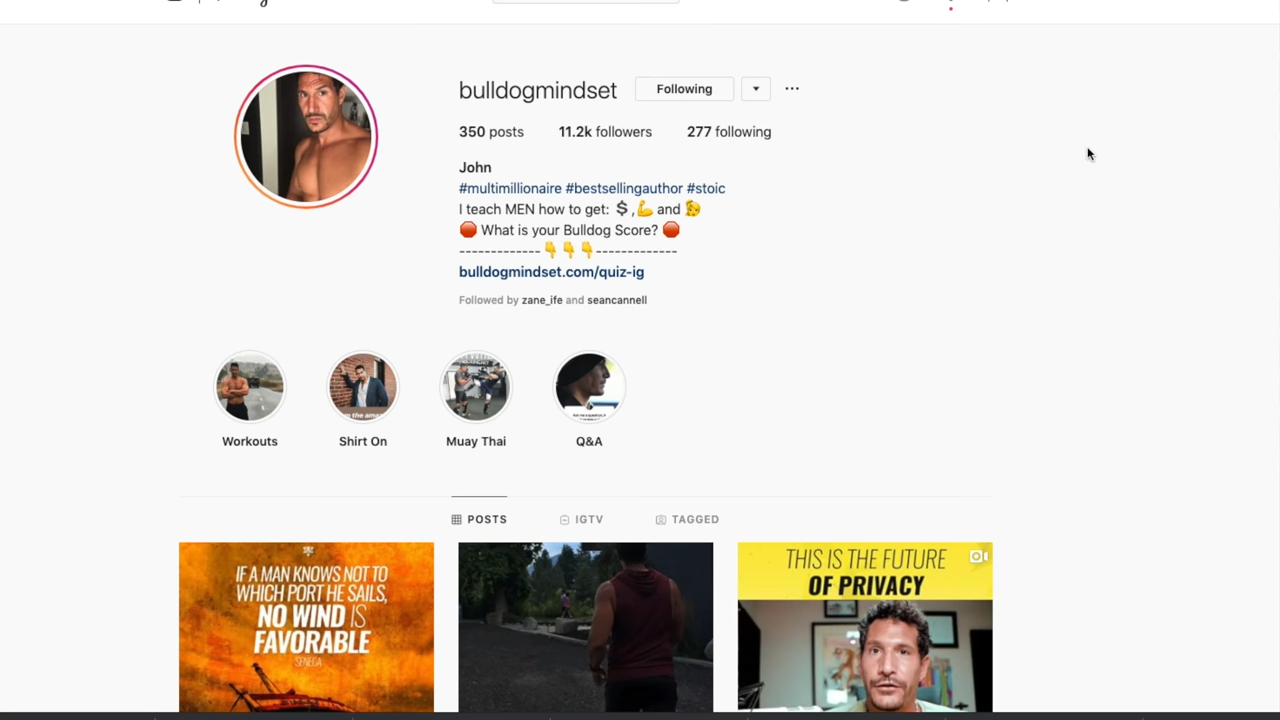 bulldogmindset Following
350 posts 11.2k followers 277 following
John
#multimillionaire #bestsellingauthor #stoic
I teach MEN how to get: 💲,💪 and 🙋
🛑 What is your Bulldog Score? 🛑
-------------👇👇👇-------------
bulldogmindset.com/quiz-ig
Followed by zane_ife and seancannell
Workouts Shirt On Muay Thai Q&A
POSTS IGTV TAGGED
IF A MAN KNOWS NOT TO
WHICH PORT HE SAILS,
NO WIND IS
FAVORABLE
SENECA
THIS IS THE FUTURE
OF PRIVACY